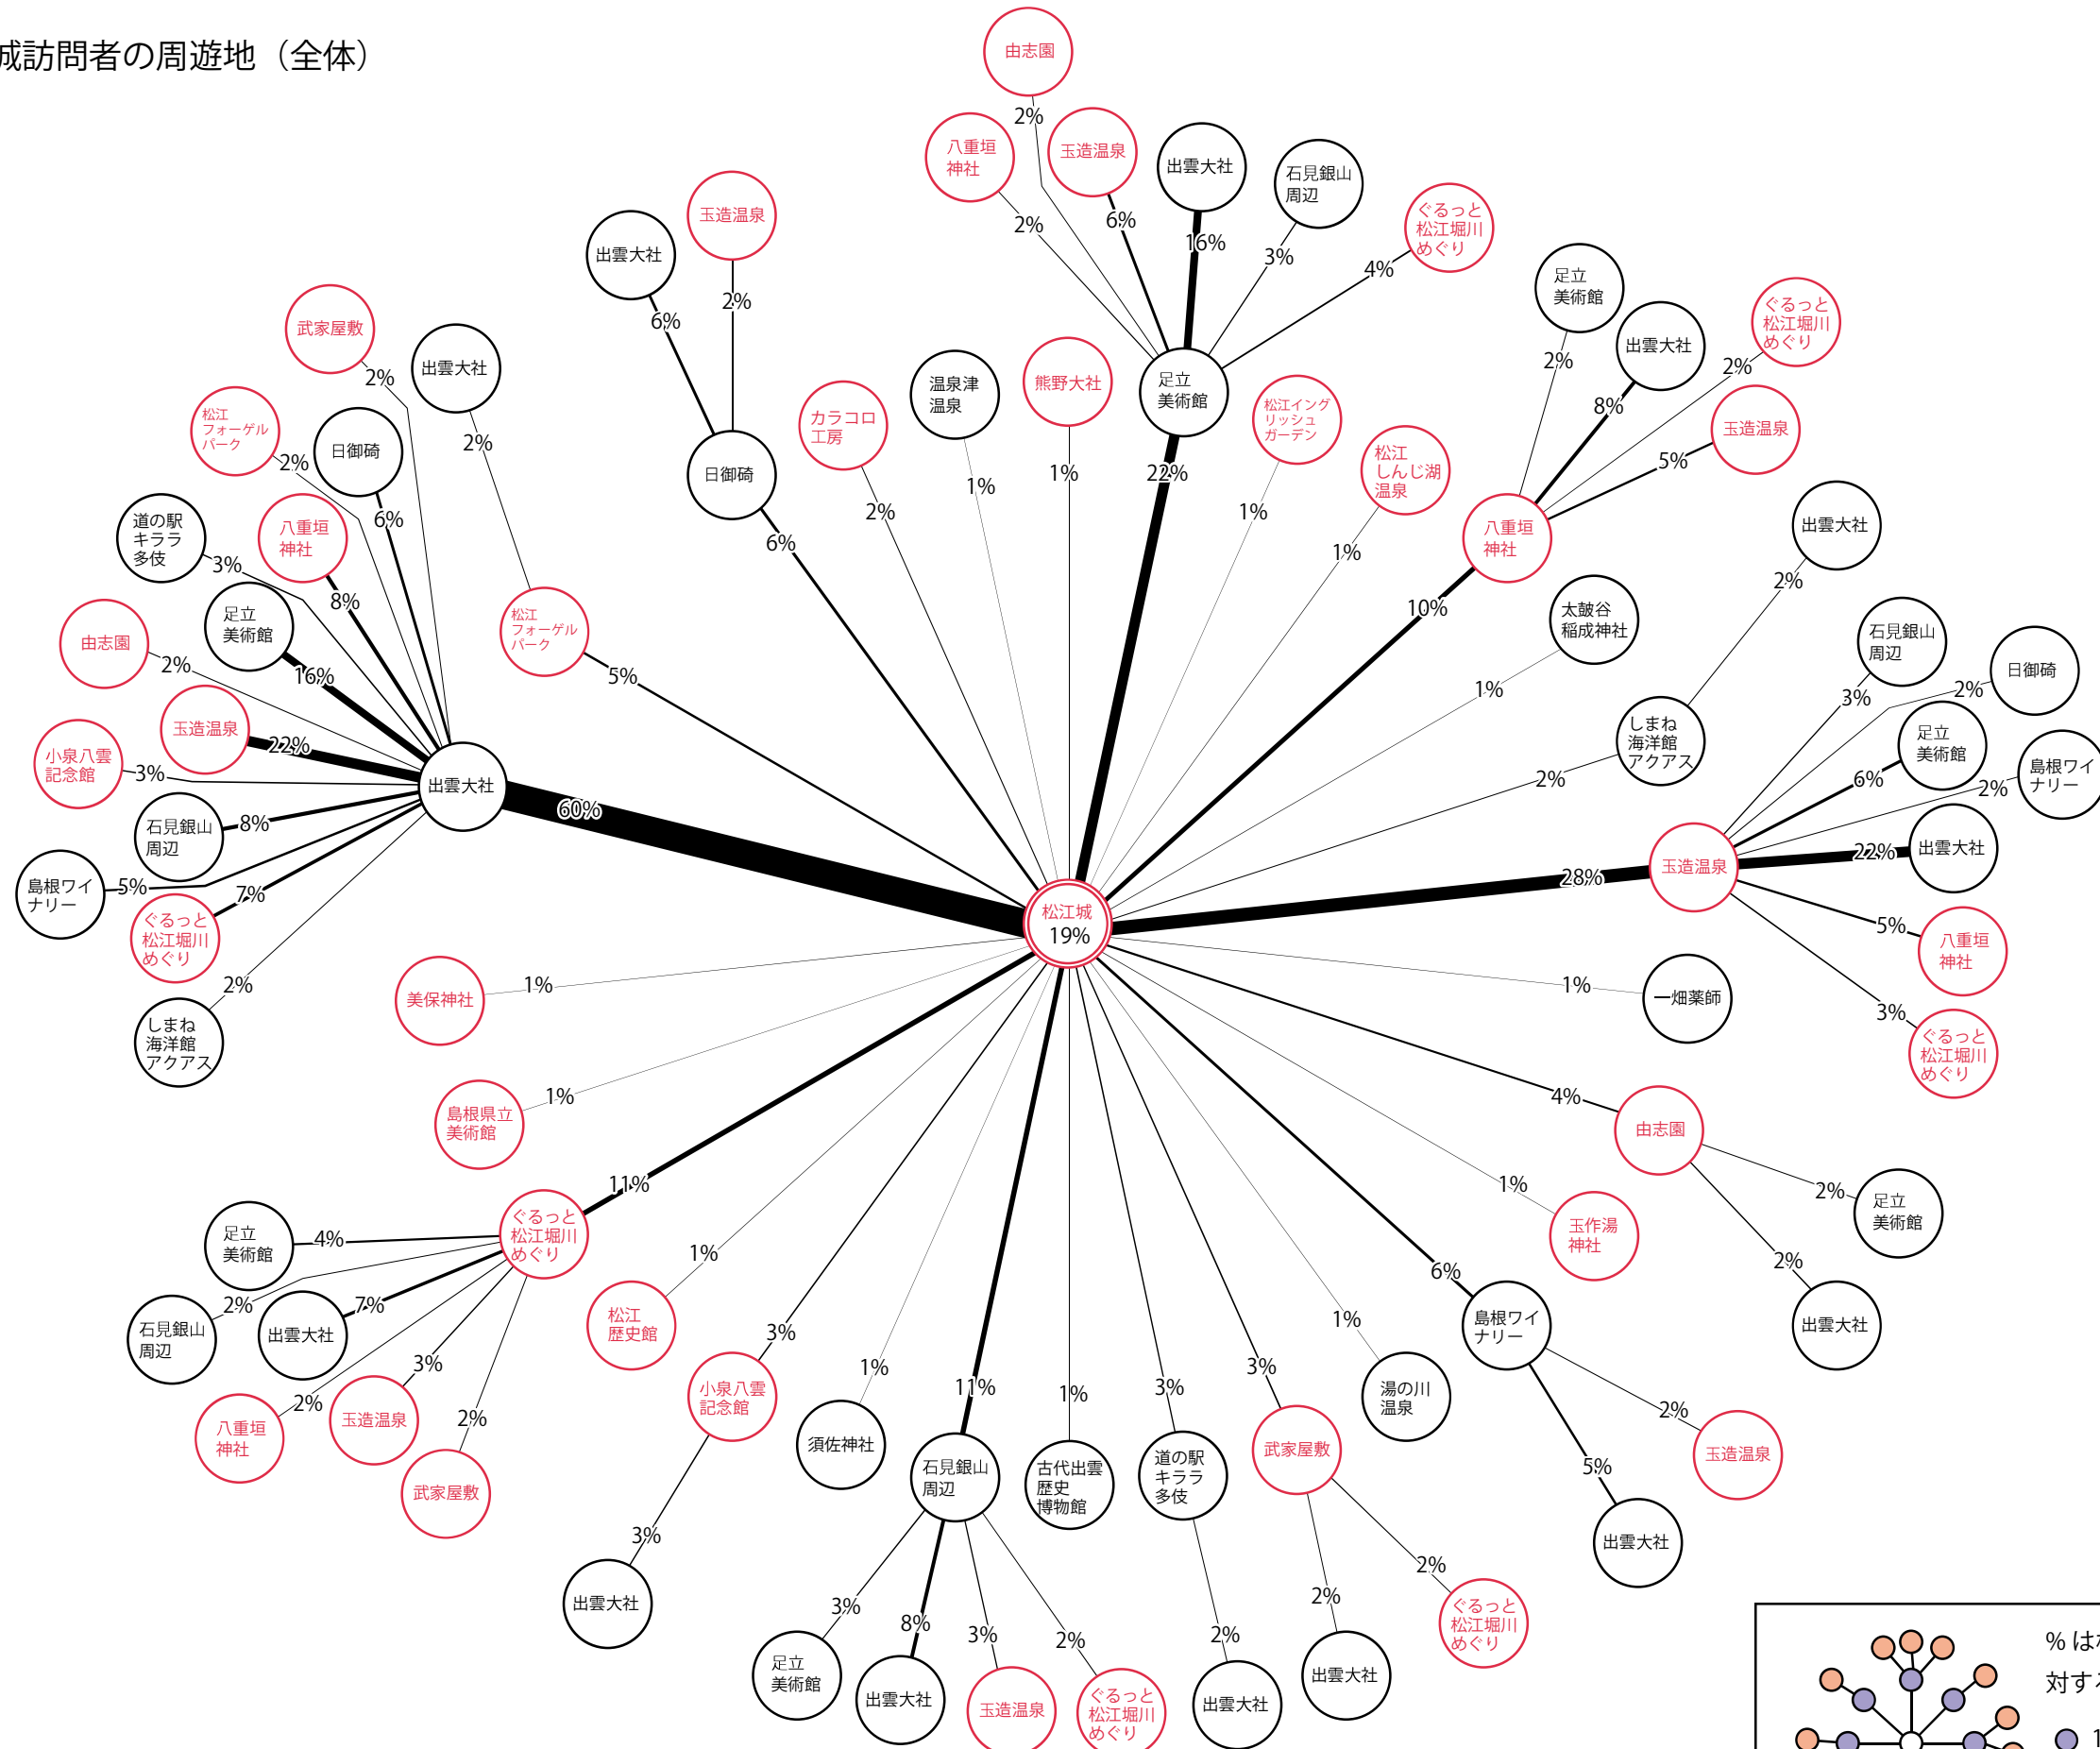 城訪問者の周遊地（全体）
由志園
2%
八重垣
神社
2%
玉造温泉
6%
出雲大社
16%
石見銀山
周辺
3%
ぐるっと
松江堀川
めぐり
4%
足立
美術館
22%
出雲大社
6%
玉造温泉
2%
日御碕
6%
カラコロ
工房
2%
温泉津
温泉
1%
熊野大社
1%
松江イング
リッシュ
ガーデン
1%
松江
しんじ湖
温泉
1%
足立
美術館
2%
出雲大社
8%
ぐるっと
松江堀川
めぐり
2%
玉造温泉
5%
八重垣
神社
10%
太皷谷
稲成神社
1%
出雲大社
2%
しまね
海洋館
アクアス
2%
石見銀山
周辺
3%
日御碕
2%
足立
美術館
6%
島根ワイ
ナリー
2%
出雲大社
22%
八重垣
神社
5%
ぐるっと
松江堀川
めぐり
3%
玉造温泉
28%
武家屋敷
2%
出雲大社
2%
松江
フォーゲル
パーク
2%
日御碕
6%
道の駅
キララ
多伎
3%
八重垣
神社
8%
足立
美術館
16%
由志園
2%
玉造温泉
22%
小泉八雲
記念館
3%
石見銀山
周辺
8%
島根ワイ
ナリー
5%
ぐるっと
松江堀川
めぐり
7%
しまね
海洋館
アクアス
2%
出雲大社
60%
松江
フォーゲル
パーク
5%
松江城
19%
美保神社
1%
島根県立
美術館
1%
一畑薬師
1%
由志園
4%
足立
美術館
2%
出雲大社
2%
玉作湯
神社
1%
島根ワイ
ナリー
6%
玉造温泉
2%
出雲大社
5%
湯の川
温泉
1%
ぐるっと
松江堀川
めぐり
11%
足立
美術館
4%
石見銀山
周辺
2%
出雲大社
7%
八重垣
神社
2%
玉造温泉
3%
武家屋敷
2%
松江
歴史館
1%
小泉八雲
記念館
3%
出雲大社
3%
須佐神社
1%
石見銀山
周辺
11%
足立
美術館
3%
出雲大社
8%
玉造温泉
3%
ぐるっと
松江堀川
めぐり
2%
古代出雲
歴史
博物館
1%
道の駅
キララ
多伎
3%
出雲大社
2%
武家屋敷
3%
出雲大社
2%
ぐるっと
松江堀川
めぐり
2%
% は
対する